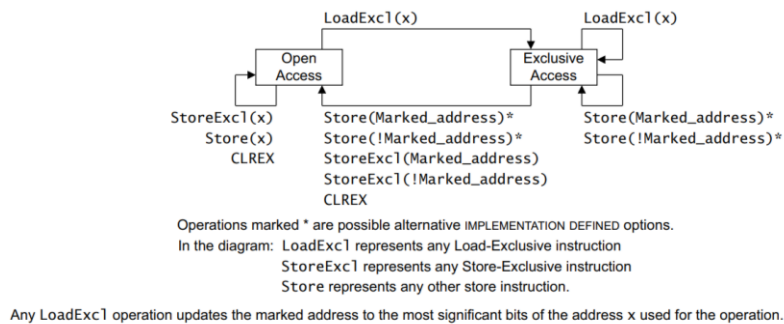 LoadExcl(x) LoadExcl(x)
Open Exclusive
Access Access
StoreExcl(x) Store(Marked_address)* Store(Marked_address)*
Store(x) Store(!Marked_address)* Store(!Marked_address)*
CLREX StoreExcl(Marked_address)
StoreExcl(!Marked_address)
CLREX
Operations marked * are possible alternative IMPLEMENTATION DEFINED options.
In the diagram: LoadExcl represents any Load-Exclusive instruction
StoreExcl represents any Store-Exclusive instruction
Store represents any other store instruction.
Any LoadExcl operation updates the marked address to the most significant bits of the address x used for the operation.